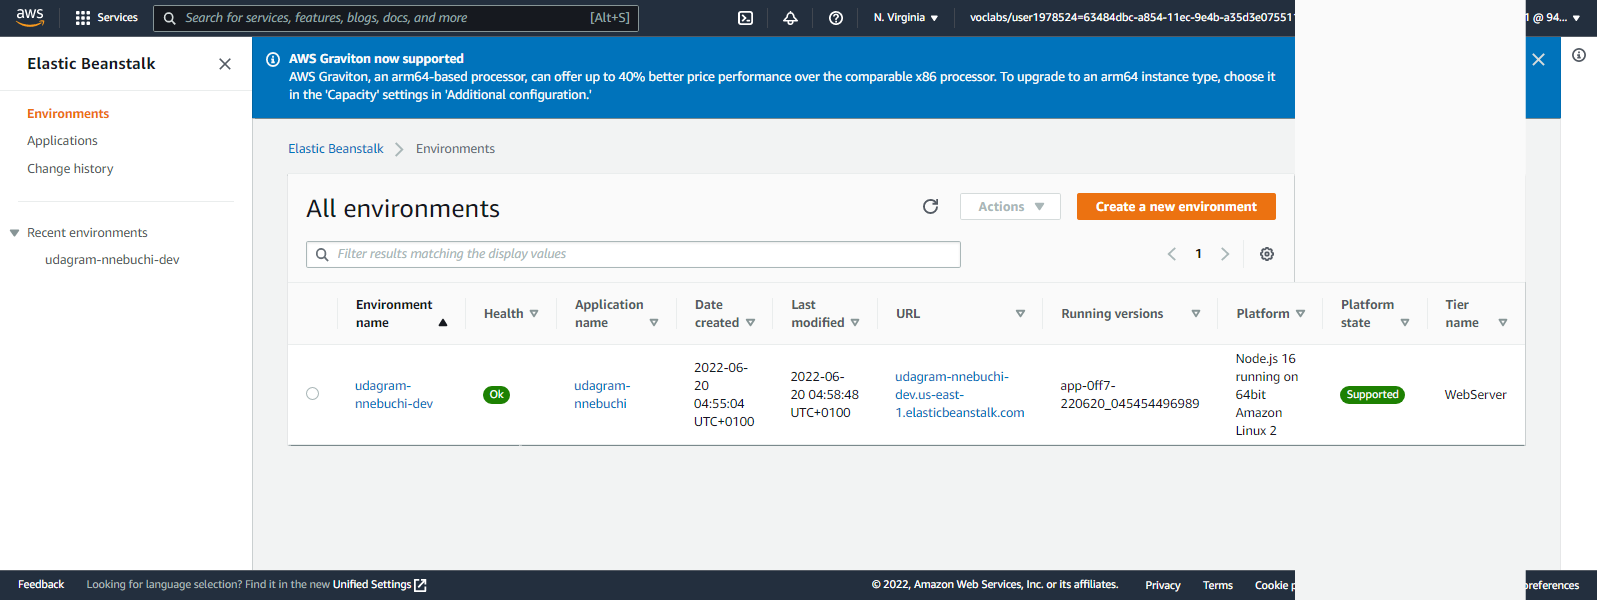 aws
Services
Search for services, features, blogs, docs, and more
[Alt+S]
N. Virginia
voclabs/user1978524=63484dbc-a854-11ec-9e4b-a35d3e07551
1 @ 94...
Elastic Beanstalk
Environments
Applications
Change history
Recent environments
udagram-nnebuchi-dev
AWS Graviton now supported
AWS Graviton, an arm64-based processor, can offer up to 40% better price performance over the comparable x86 processor. To upgrade to an arm64 instance type, choose it
in the 'Capacity' settings in 'Additional configuration.'
Elastic Beanstalk
Environments
All environments
Actions
Create a new environment
Filter results matching the display values
1
Environment
name
Health
Application
name
Date
created
Last
modified
URL
Running versions
Platform
Platform
state
Tier
name
udagram-
nnebuchi-dev
Ok
udagram-
nnebuchi
2022-06-
20
04:55:04
UTC+0100
2022-06-
20 04:58:48
UTC+0100
udagram-nnebuchi-
dev.us-east-
1.elasticbeanstalk.com
app-0ff7-
220620_045454496989
Node.js 16
running on
64bit
Amazon
Linux 2
Supported
WebServer
Feedback
Looking for language selection? Find it in the new Unified Settings
© 2022, Amazon Web Services, Inc. or its affiliates.
Privacy
Terms
Cookie p
references